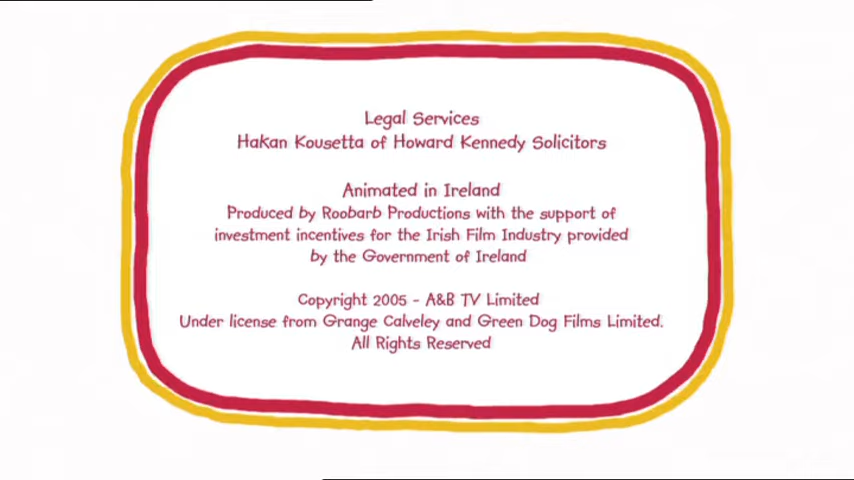 Legal Services
Hakan Kousetta of Howard Kennedy Solicitors
Animated in Ireland
Produced by Roobarb Productions with the support of
investment incentives for the Irish Film Industry provided
by the Government of Ireland
Copyright 2005 - A&B TV Limited
Under license from Grange Calveley and Green Dog Films Limited.
All Rights Reserved